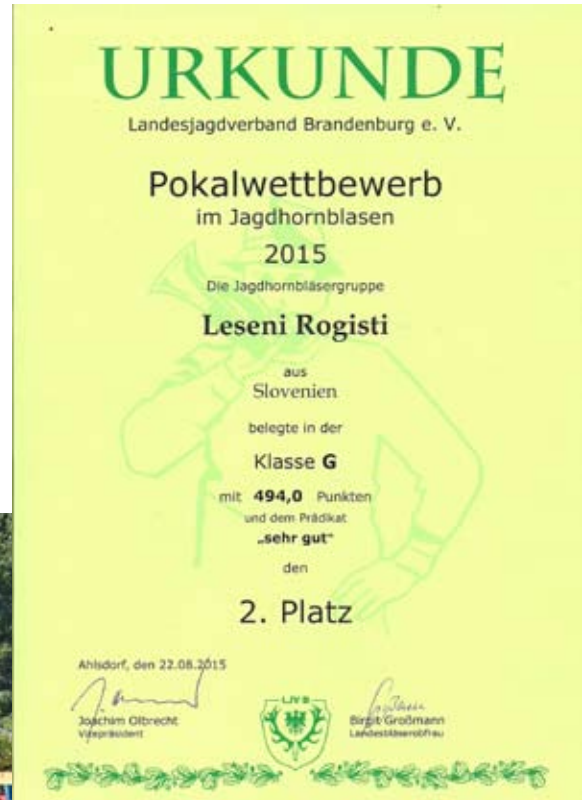 URKUNDE
Landesjagdverband Brandenburg e. V.
Pokalwettbewerb
im Jagdhornblasen
2015
Die Jagdhornbläsergruppe
Leseni Rogisti
aus
Slovenien
belegte in der
Klasse G
mit 494,0 Punkten
und dem Prädikat
„sehr gut“
den
2. Platz
Ahlsdorf, den 22.08.2015
Joachim Olbrecht
Vizepräsident
LJVB
Birgit Großmann
Landesbläserobfrau